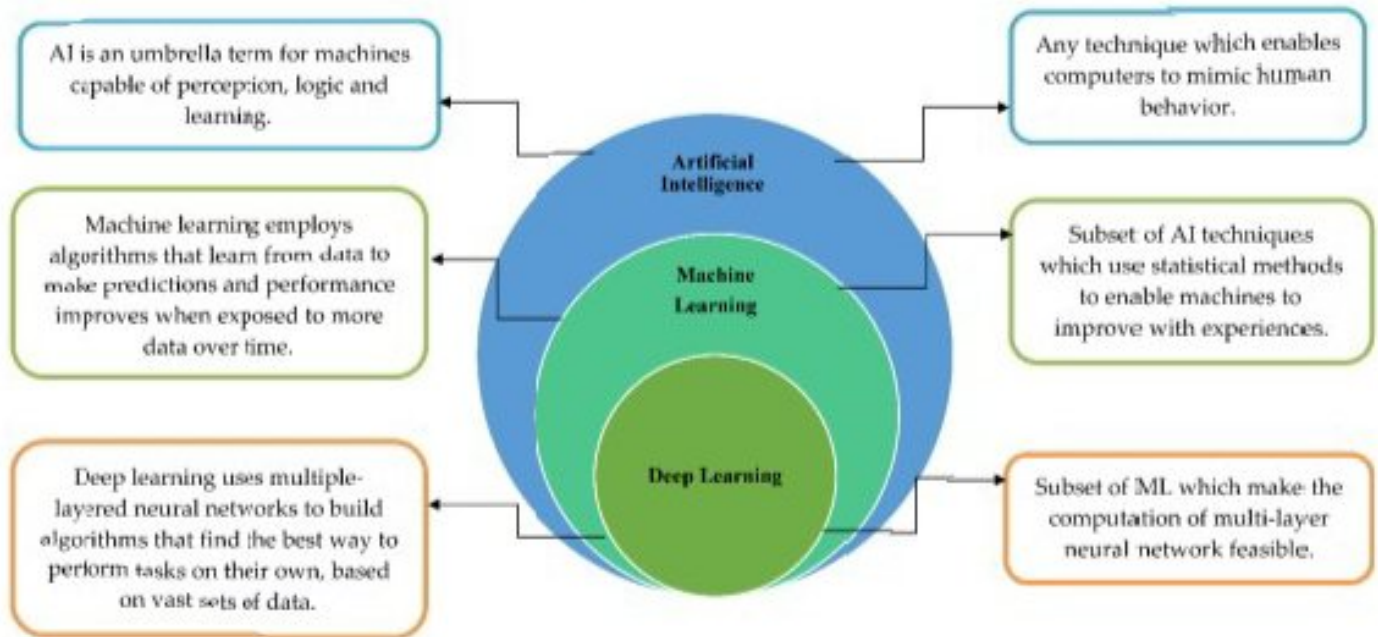 AI is an umbrella term for machines
capable of perception, logic and
learning.
Any technique which enables
computers to mimic human
behavior.
Artificial
Intelligence
Machine learning employs
algorithms that learn from data to
make predictions and performance
improves when exposed to more
data over time.
Machine
Learning
Subset of AI techniques
which use statistical methods
to enable machines to
improve with experiences.
Deep learning uses multiple-
layered neural networks to build
algorithms that find the best way to
perform tasks on their own, based
on vast sets of data.
Deep Learning
Subset of ML which make the
computation of multi-layer
neural network feasible.